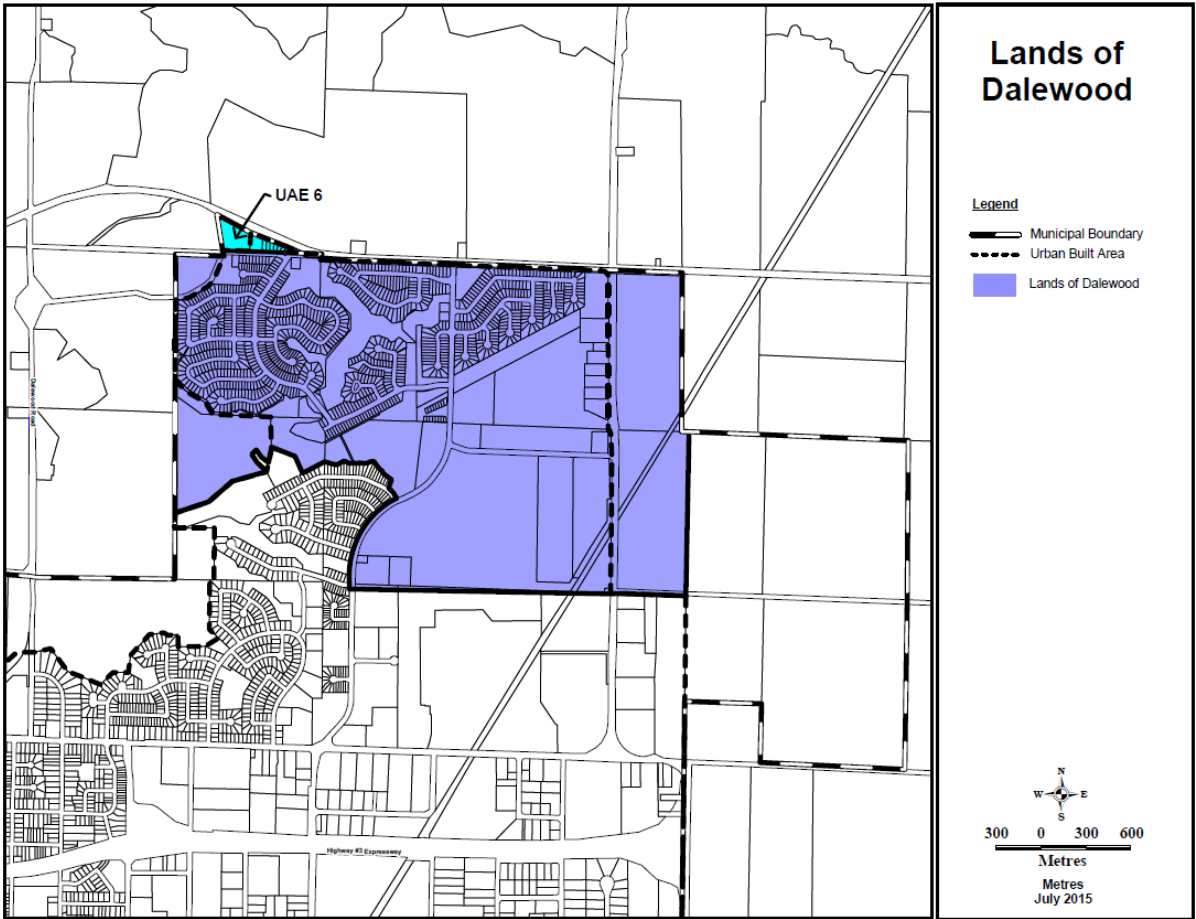 Lands of
Dalewood
UAE 6
Legend
Municipal Boundary
Urban Built Area
Lands of Dalewood
Dalewood Road
Highway #3 Expressway
N
W E
S
300 0 300 600
Metres
Metres
July 2015